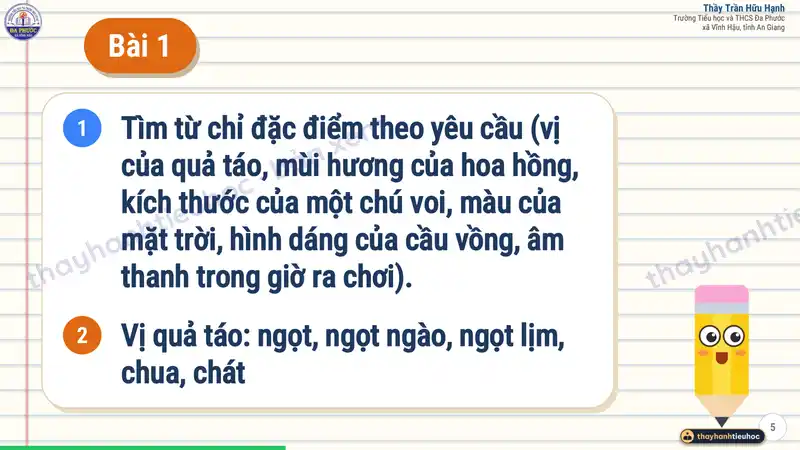 Thầy Trần Hữu Hạnh
Trường Tiểu học và THCS Đa Phước
xã Vĩnh Hậu, tỉnh An Giang
ĐA PHƯỚC
Bài 1
1
Tìm từ chỉ đặc điểm theo yêu cầu (vị
của quả táo, mùi hương của hoa hồng,
kích thước của một chú voi, màu của
mặt trời, hình dáng của cầu vồng, âm
thanh trong giờ ra chơi).
2
Vị quả táo: ngọt, ngọt ngào, ngọt lịm,
chua, chát
thayhanhtieuhoc
5
thayhanhtieuhoc